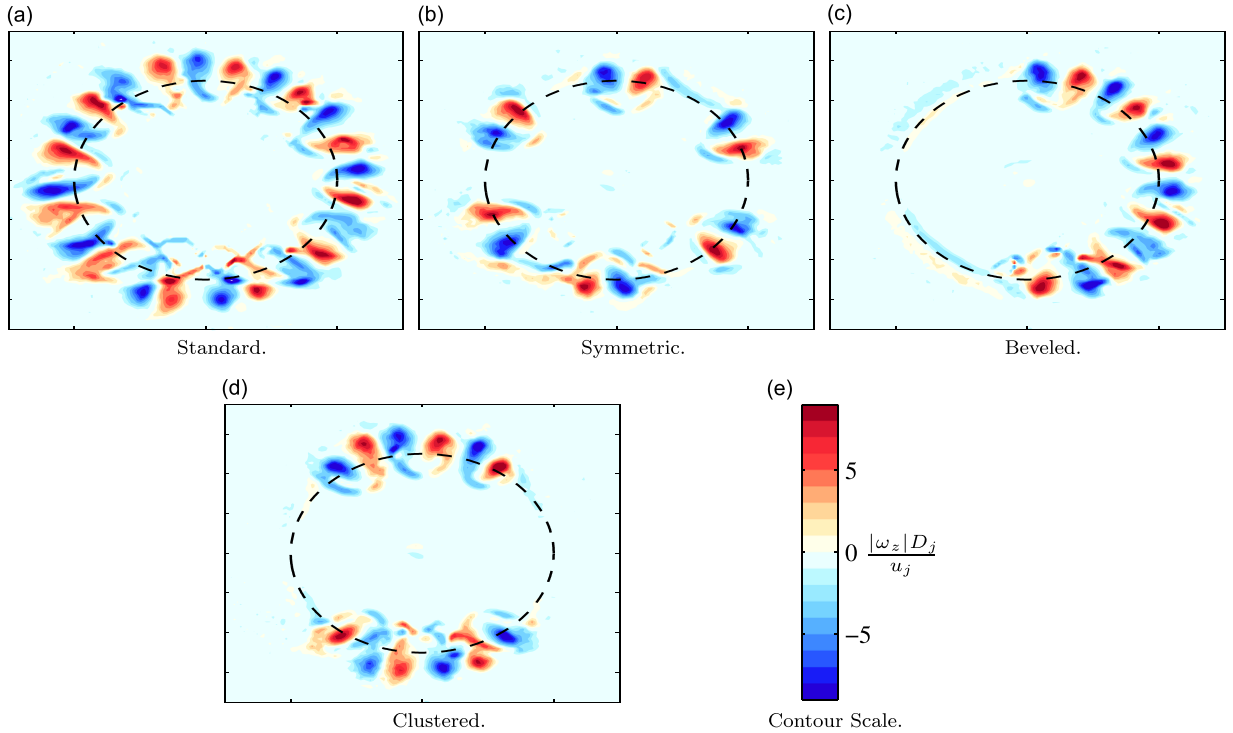 (a)
(b)
(c)
Standard.
Symmetric.
Beveled.
(d)
(e)
5
0
|ω_z|D_j
u_j
−5
Clustered.
Contour Scale.